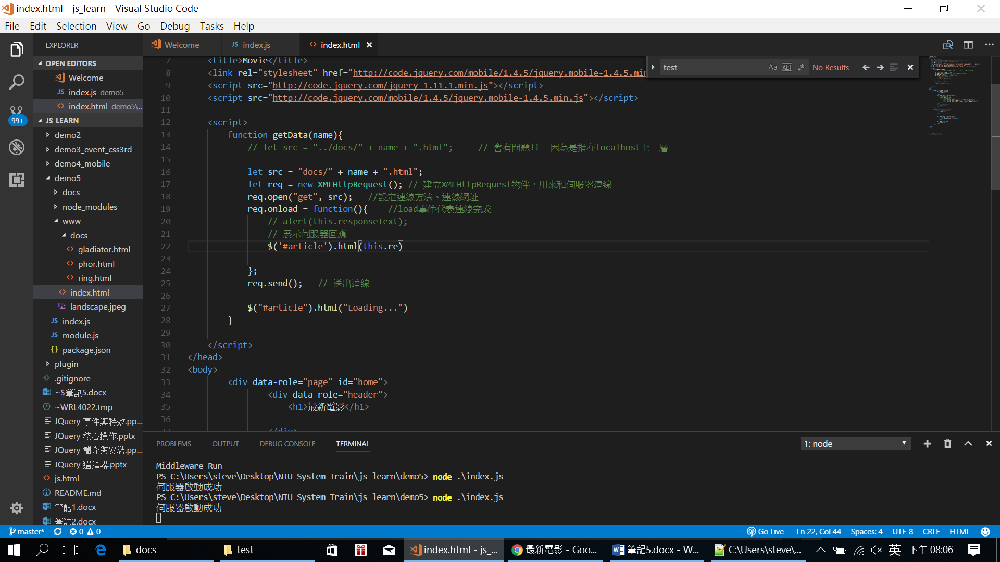 index.html - js_learn - Visual Studio Code
File Edit Selection View Go Debug Tasks Help
EXPLORER
OPEN EDITORS
Welcome
JS index.js demo5
<> index.html demo5\...
99+
JS_LEARN
demo2
demo3_event_css3rd
demo4_mobile
demo5
docs
node_modules
www
docs
<> gladiator.html
<> phor.html
<> ring.html
<> index.html
landscape.jpeg
JS index.js
JS module.js
{} package.json
plugin
.gitignore
~$筆記5.docx
~WRL4022.tmp
JQuery 事件與特效.pp...
JQuery 核心操作.pptx
JQuery 簡介與安裝.pp...
JQuery 選擇器.pptx
<> js.html
README.md
筆記1.docx
筆記2.docx
Welcome
JS index.js
<> index.html
test
Aa Abl .* No Results
7 <title>Movie</title>
8 <link rel="stylesheet" href="http://code.jquery.com/mobile/1.4.5/jquery.mobile-1.4.5.min
9 <script src="http://code.jquery.com/jquery-1.11.1.min.js"></script>
10 <script src="http://code.jquery.com/mobile/1.4.5/jquery.mobile-1.4.5.min.js"></script>
11
12 <script>
13 function getData(name){
14 // let src = "../docs/" + name + ".html"; // 會有問題!! 因為是指在localhost上一層
15
16 let src = "docs/" + name + ".html";
17 let req = new XMLHttpRequest(); // 建立XMLHttpRequest物件，用來和伺服器連線
18 req.open("get", src); //設定連線方法、連線網址
19 req.onload = function(){ //load事件代表連線完成
20 // alert(this.responseText);
21 // 展示伺服器回應
22 $('#article').html(this.re)
23
24 };
25 req.send(); // 送出連線
26
27 $("#article").html("Loading...")
28 }
29
30 </script>
31 </head>
32 <body>
33 <div data-role="page" id="home">
34 <div data-role="header">
35 <h1>最新電影</h1>
36
37 </div>
PROBLEMS OUTPUT DEBUG CONSOLE TERMINAL
1: node
Middleware Run
PS C:\Users\steve\Desktop\NTU_System_Train\js_learn\demo5> node .\index.js
伺服器啟動成功
PS C:\Users\steve\Desktop\NTU_System_Train\js_learn\demo5> node .\index.js
伺服器啟動成功
master* 0 0 Go Live Ln 22, Col 44 Spaces: 4 UTF-8 CRLF HTML
docs test index.html - js_... 最新電影 - Goo... 筆記5.docx - W... C:\Users\steve\... 英 下午 08:06